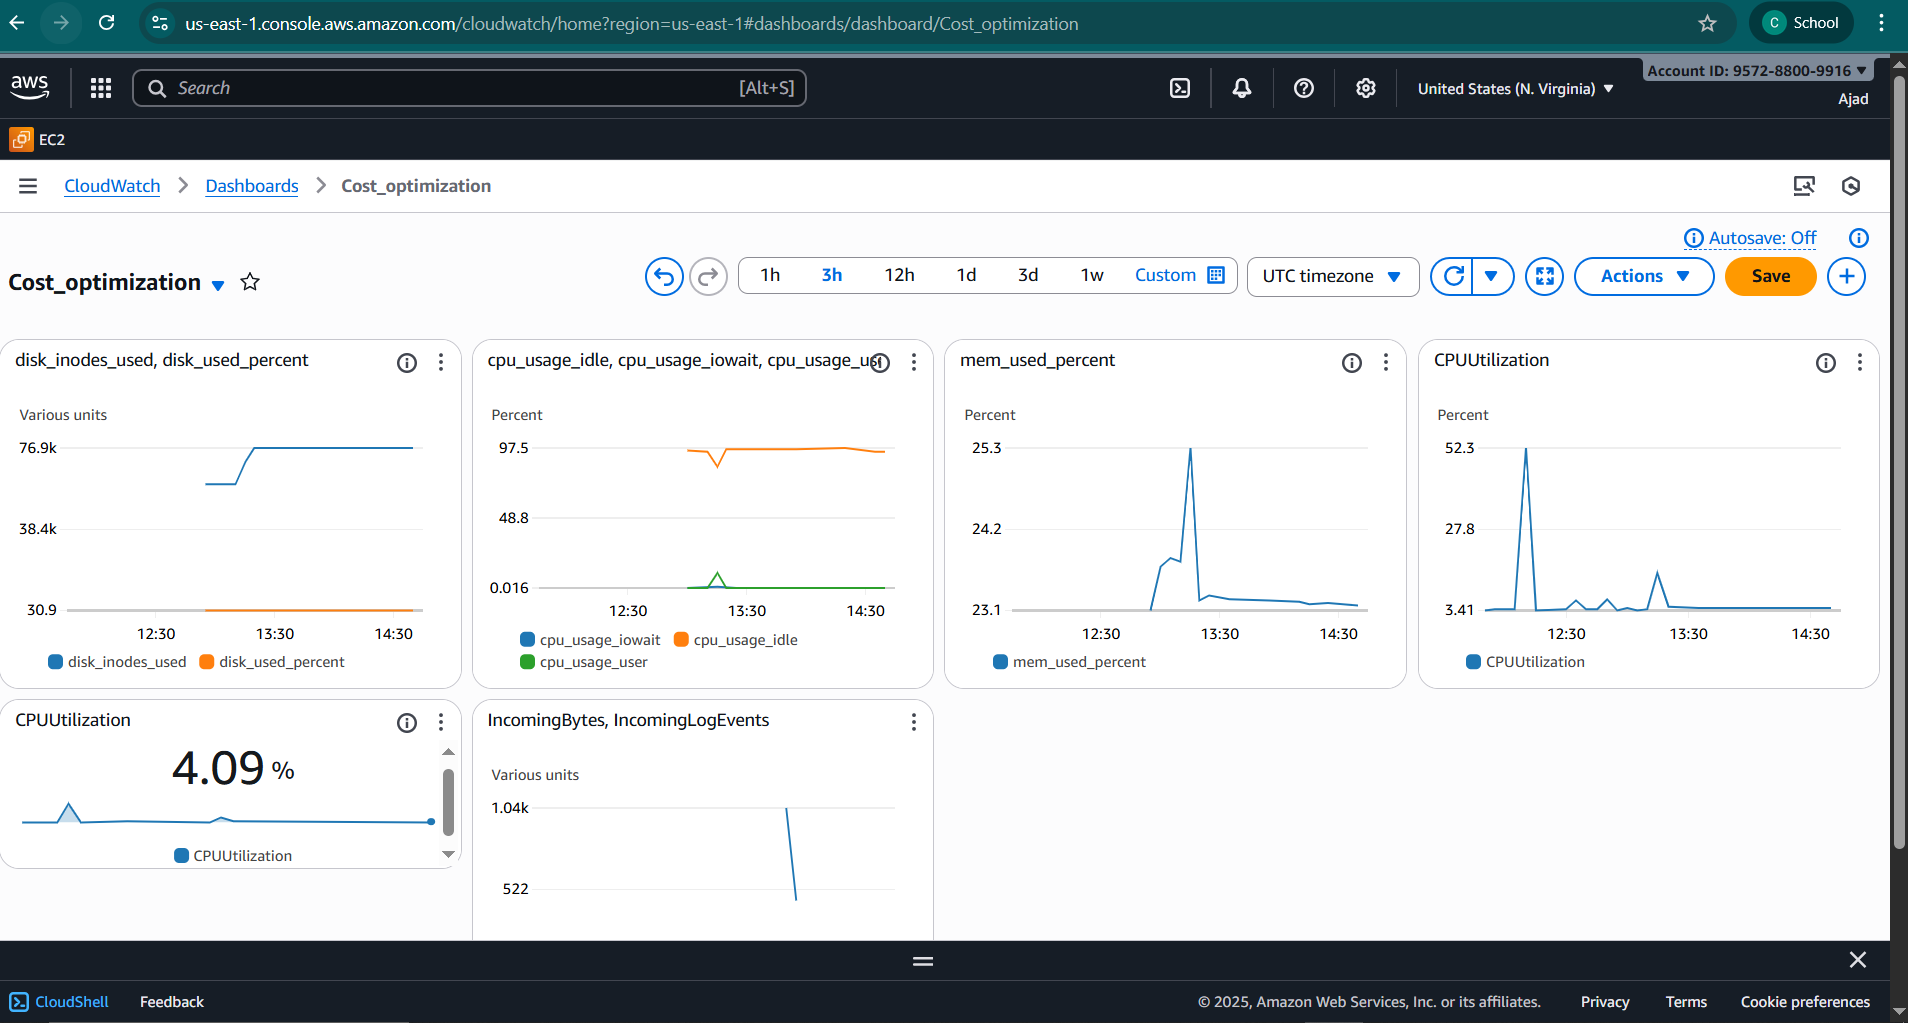 us-east-1.console.aws.amazon.com/cloudwatch/home?region=us-east-1#dashboards/dashboard/Cost_optimization
C School
aws
Search [Alt+S]
United States (N. Virginia)
Account ID: 9572-8800-9916
Ajad
EC2
CloudWatch Dashboards Cost_optimization
Autosave: Off
Cost_optimization
1h 3h 12h 1d 3d 1w Custom
UTC timezone
Actions
Save
disk_inodes_used, disk_used_percent
Various units
76.9k
38.4k
30.9
12:30 13:30 14:30
disk_inodes_used disk_used_percent
cpu_usage_idle, cpu_usage_iowait, cpu_usage_us
Percent
97.5
48.8
0.016
12:30 13:30 14:30
cpu_usage_iowait cpu_usage_idle
cpu_usage_user
mem_used_percent
Percent
25.3
24.2
23.1
12:30 13:30 14:30
mem_used_percent
CPUUtilization
Percent
52.3
27.8
3.41
12:30 13:30 14:30
CPUUtilization
CPUUtilization
4.09 %
CPUUtilization
IncomingBytes, IncomingLogEvents
Various units
1.04k
522
CloudShell Feedback
© 2025, Amazon Web Services, Inc. or its affiliates. Privacy Terms Cookie preferences